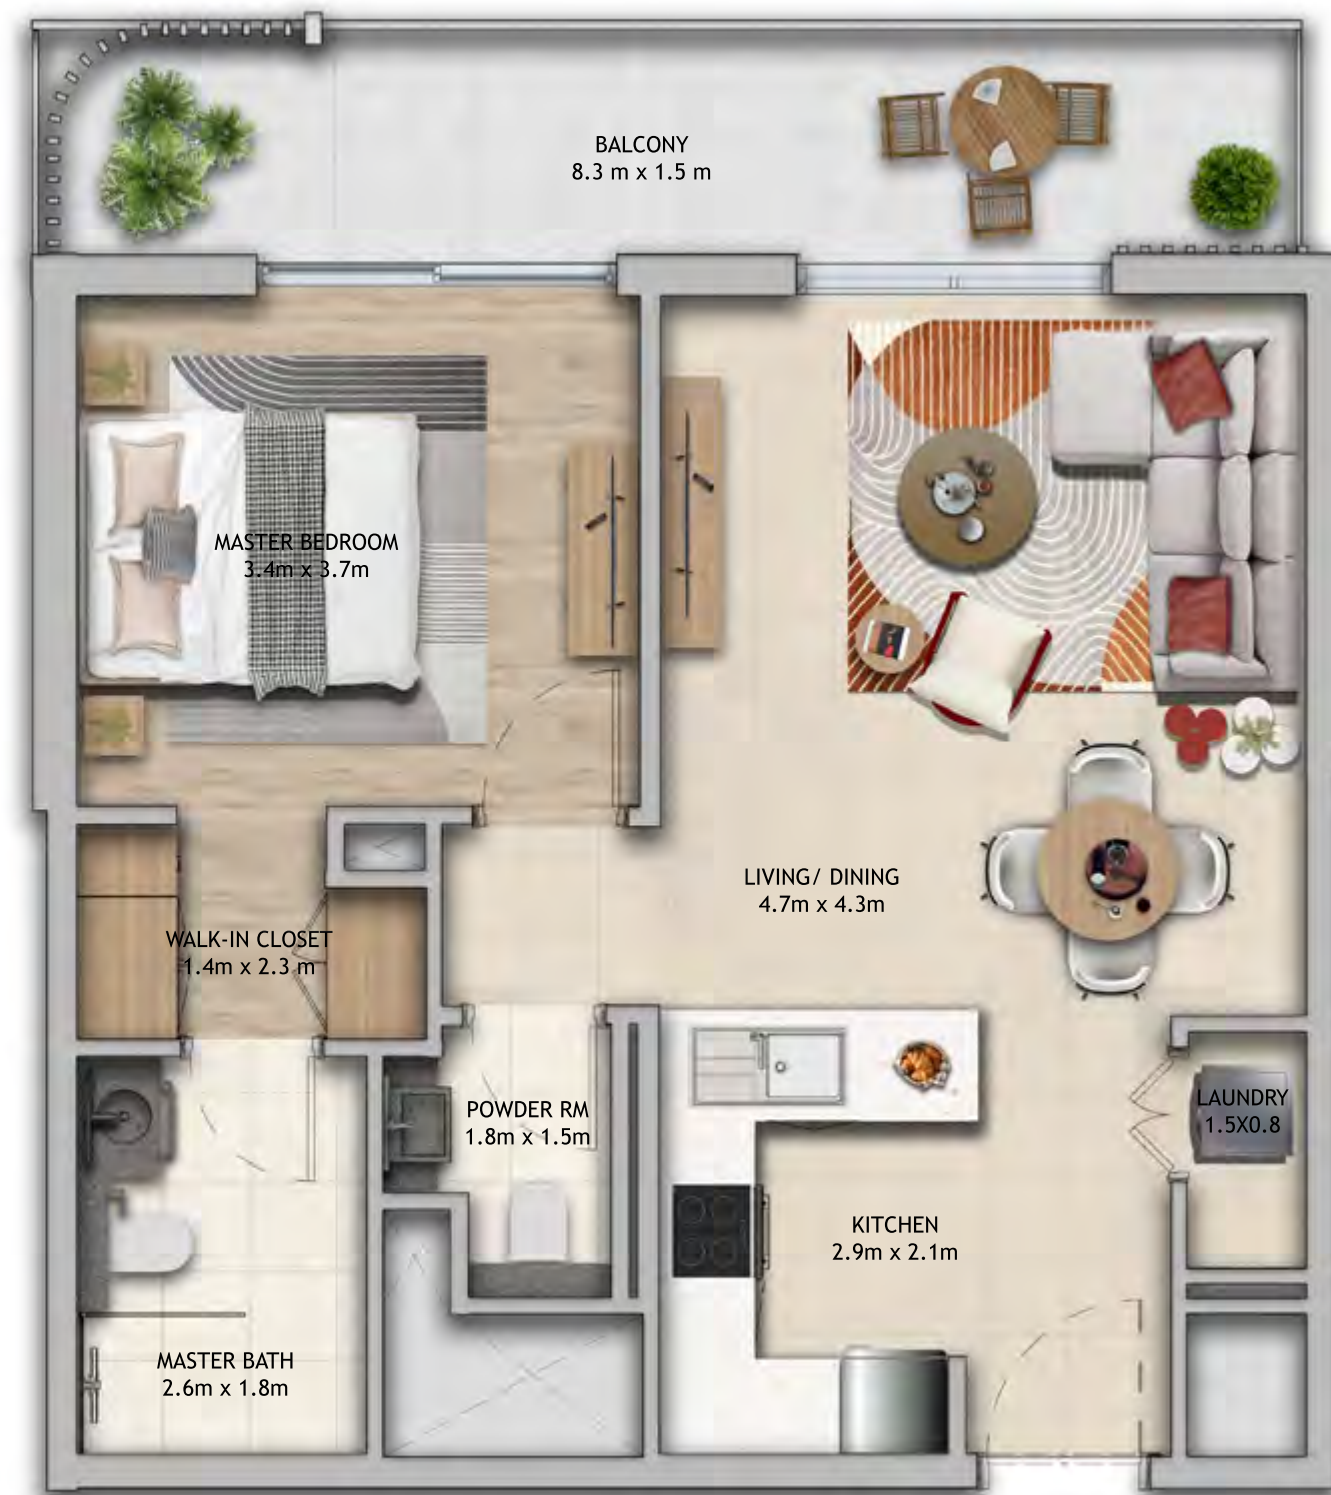 BALCONY
8.3 m x 1.5 m
MASTER BEDROOM
3.4m x 3.7m
LIVING/ DINING
4.7m x 4.3m
WALK-IN CLOSET
1.4m x 2.3 m
POWDER RM
1.8m x 1.5m
LAUNDRY
1.5X0.8
KITCHEN
2.9m x 2.1m
MASTER BATH
2.6m x 1.8m